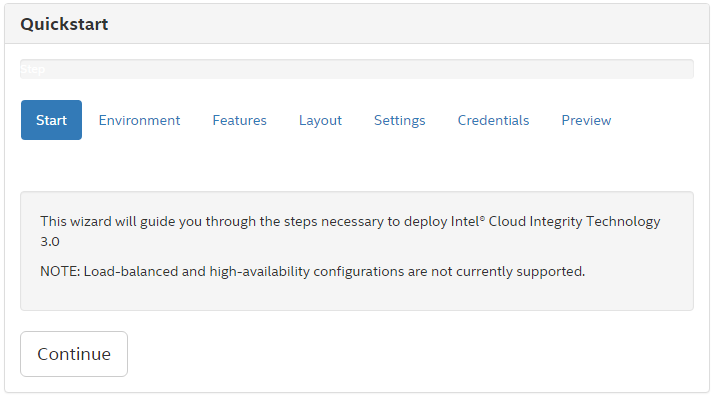 Quickstart
Step
Start Environment Features Layout Settings Credentials Preview
This wizard will guide you through the steps necessary to deploy Intel® Cloud Integrity Technology
3.0
NOTE: Load-balanced and high-availability configurations are not currently supported.
Continue